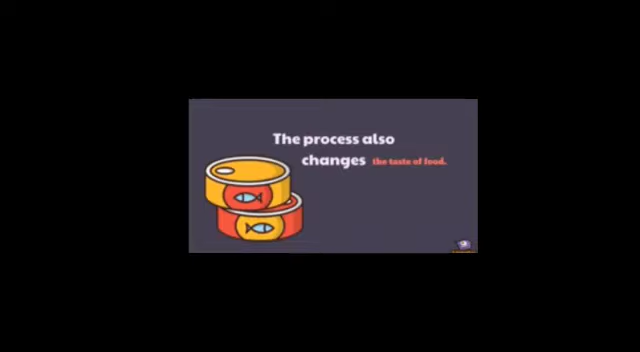 The process also
changes the taste of food.